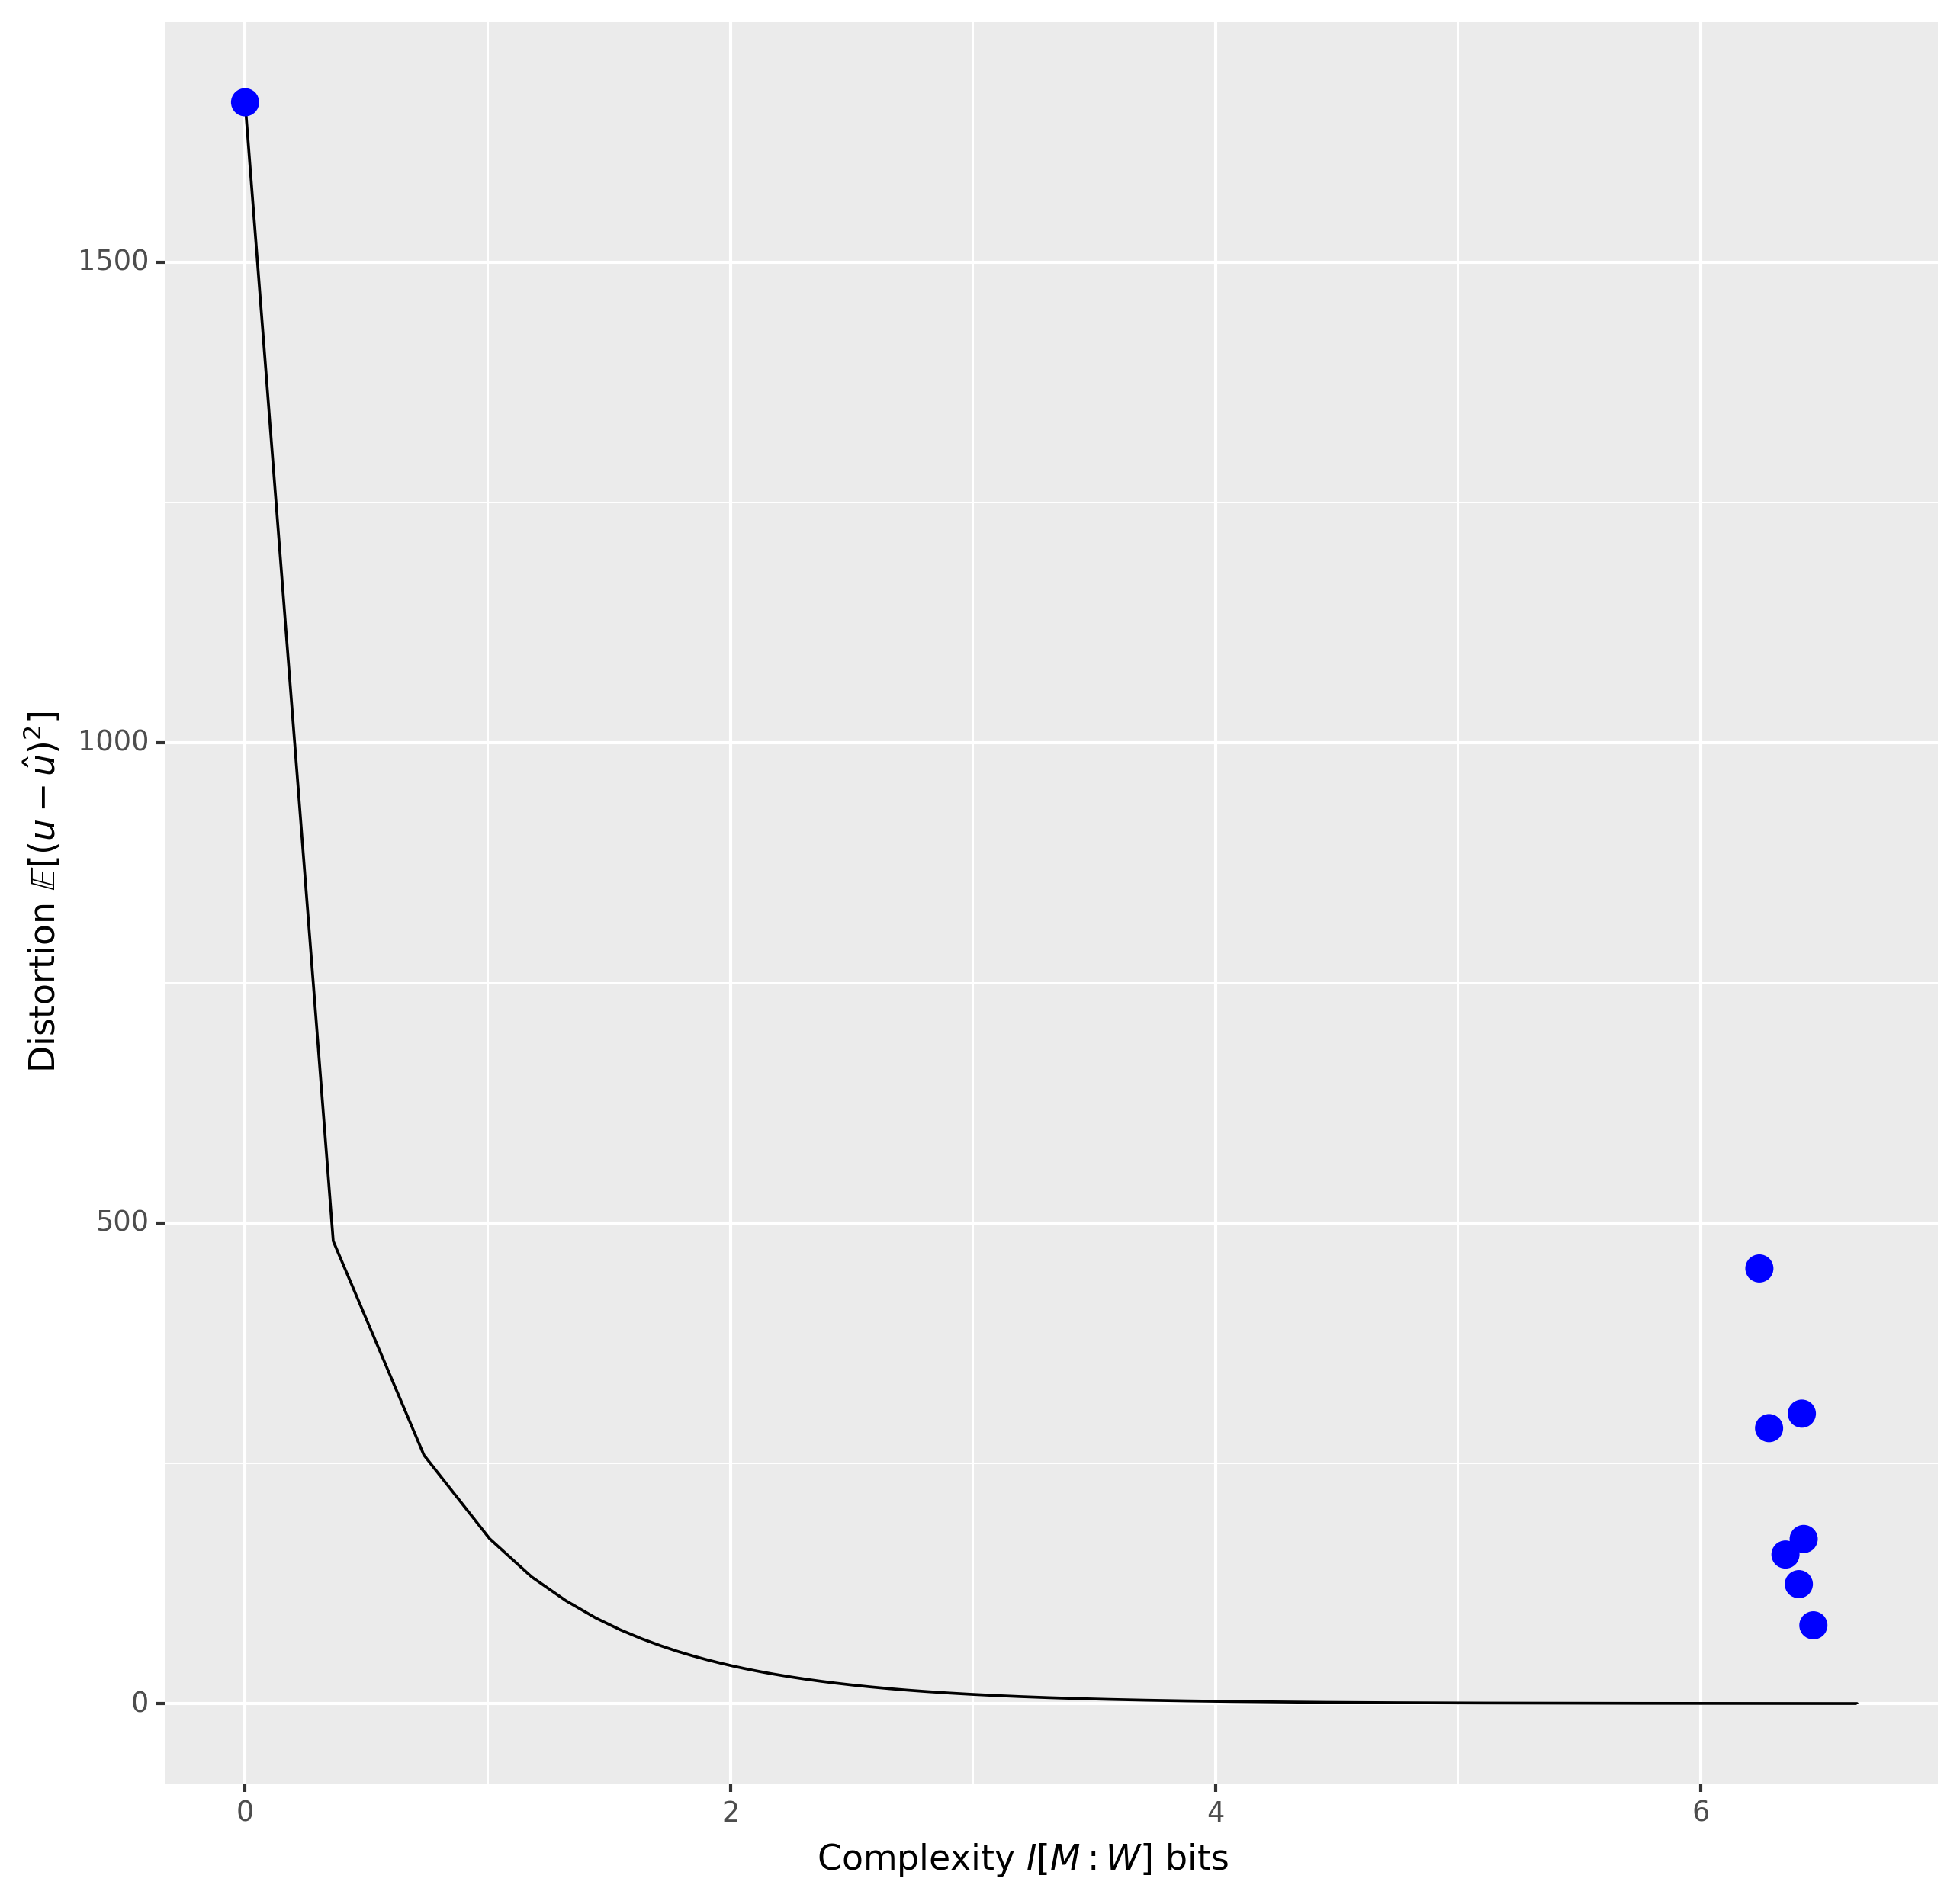 1500
1000
500
0
0 2 4 6
Complexity I[M : W] bits
Distortion 𝔼[(u − û)²]